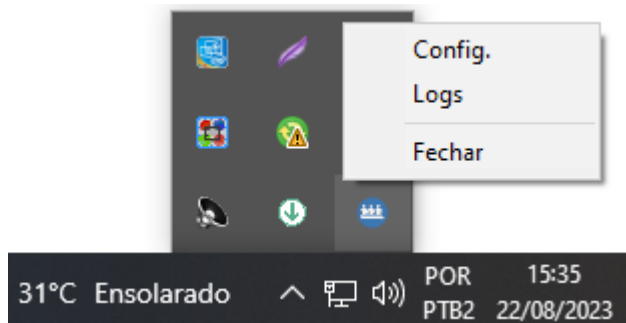 Config.
Logs
Fechar
31°C Ensolarado
POR
PTB2
15:35
22/08/2023